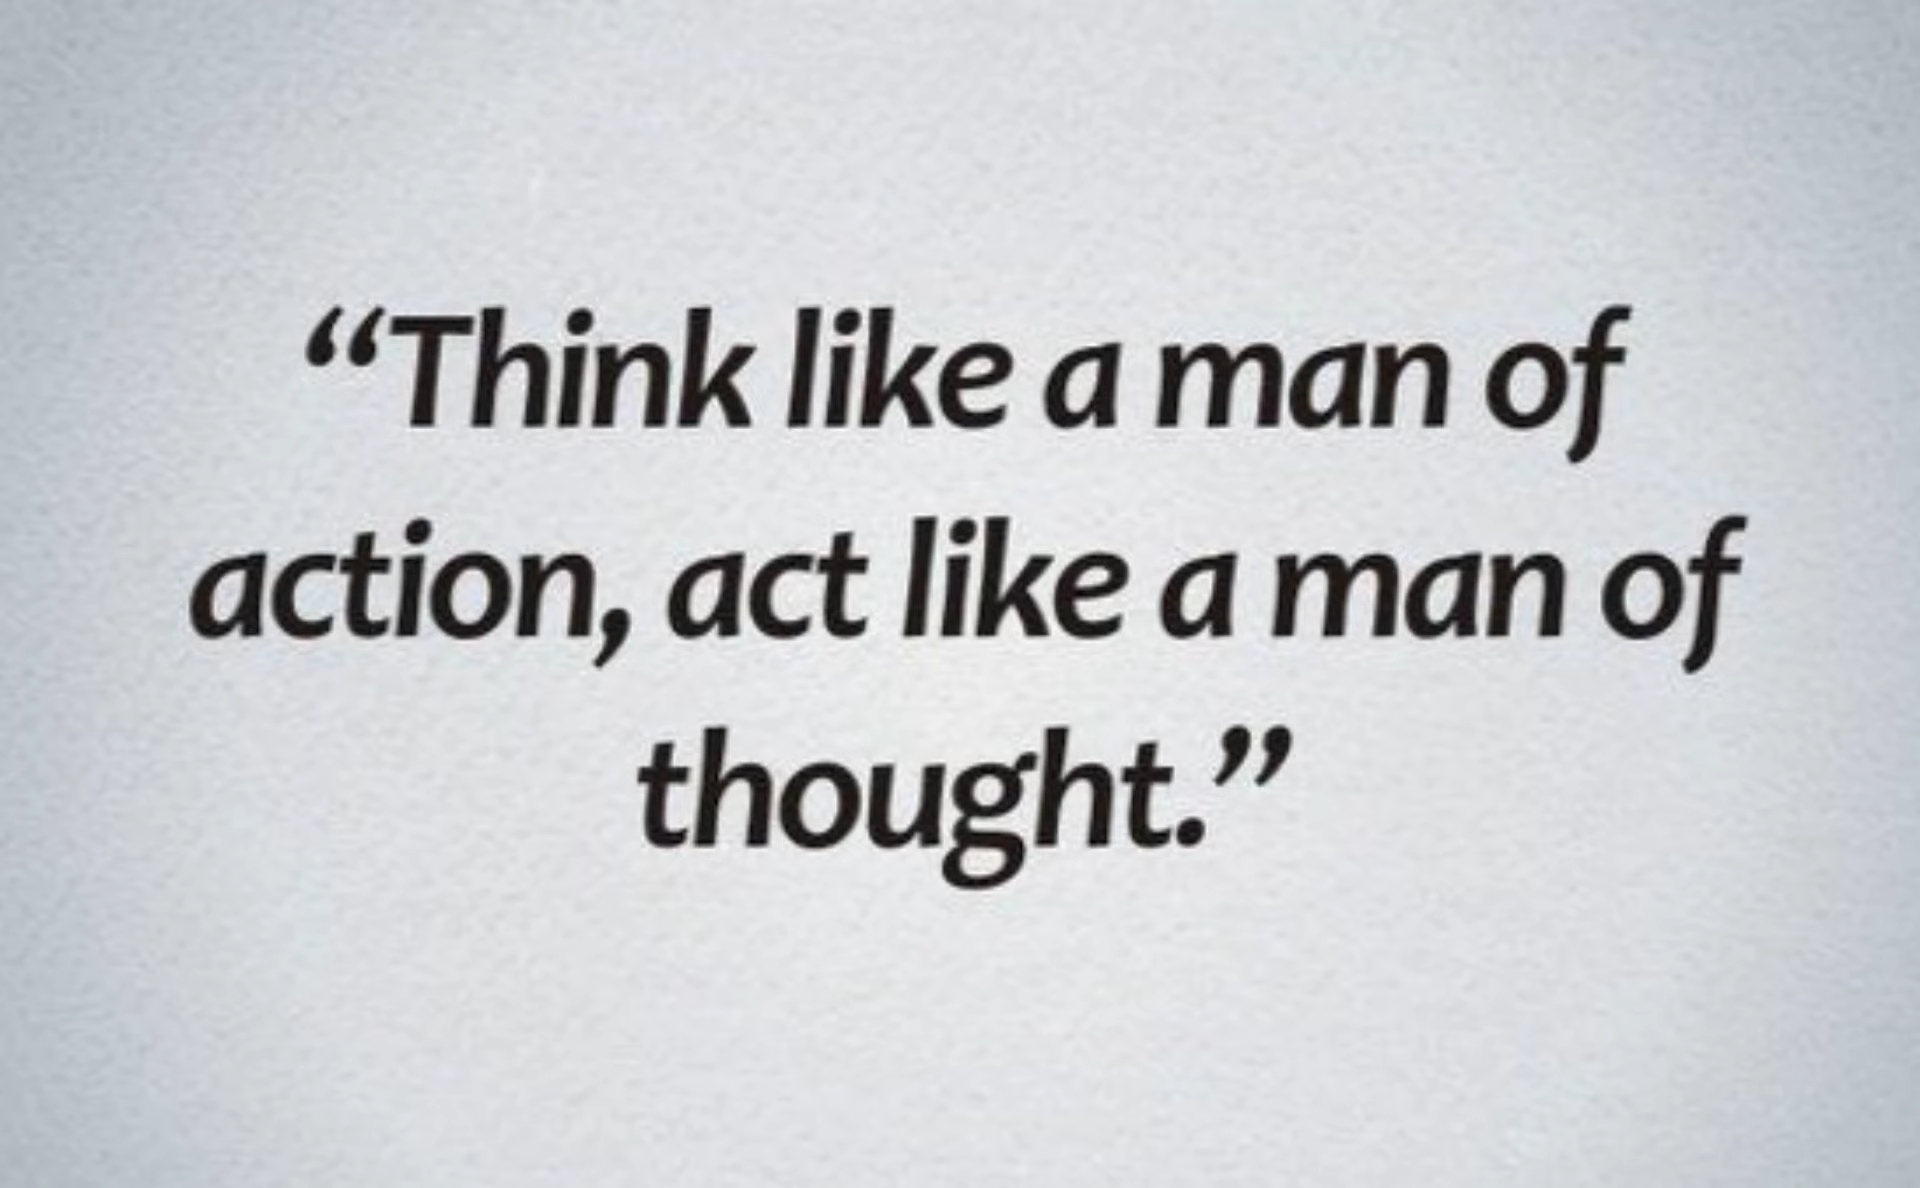 “Think like a man of
action, act like a man of
thought.”